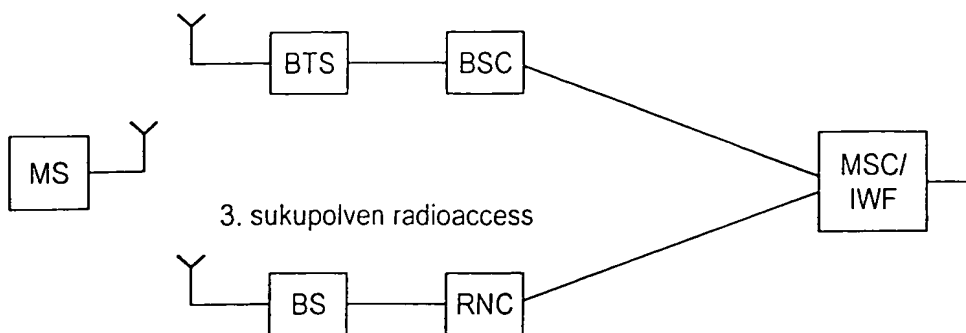 BTS
BSC
MS
MSC/
IWF
3. sukupolven radioaccess
BS
RNC